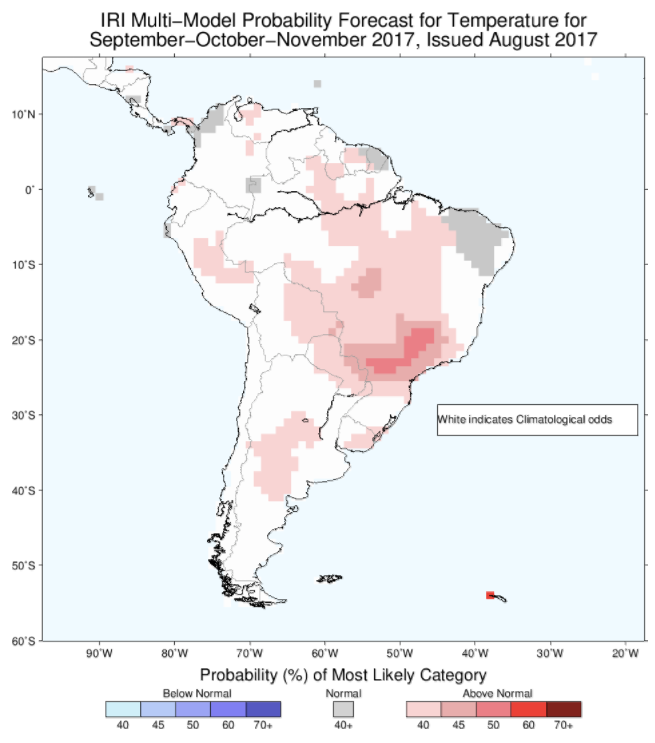 IRI Multi−Model Probability Forecast for Temperature for
September−October−November 2017, Issued August 2017
10˚N
0˚
10˚S
20˚S
30˚S
White indicates Climatological odds
40˚S
50˚S
60˚S
90˚W 80˚W 70˚W 60˚W 50˚W 40˚W 30˚W 20˚W
Probability (%) of Most Likely Category
Below Normal Normal Above Normal
40 45 50 60 70+ 40+ 40 45 50 60 70+